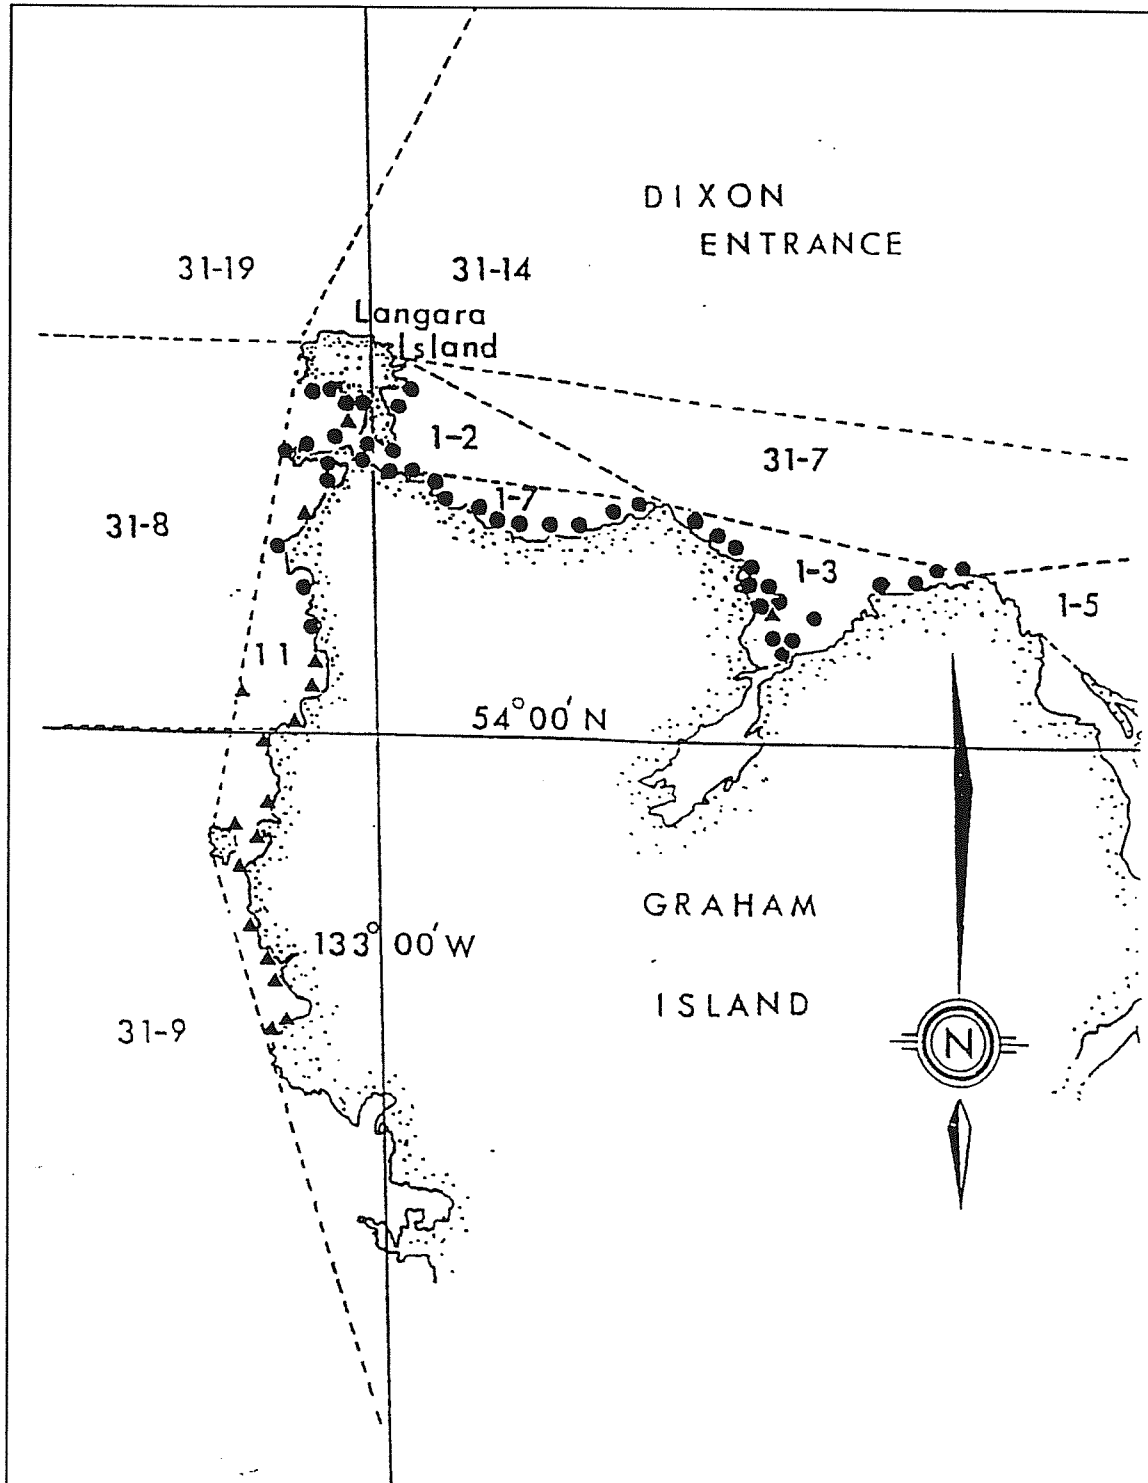 DIXON
ENTRANCE
31-19
31-14
Langara
Island
1-2
31-7
1-7
31-8
1-3
1-5
11
54°00'N
GRAHAM
133°00'W
ISLAND
31-9
N